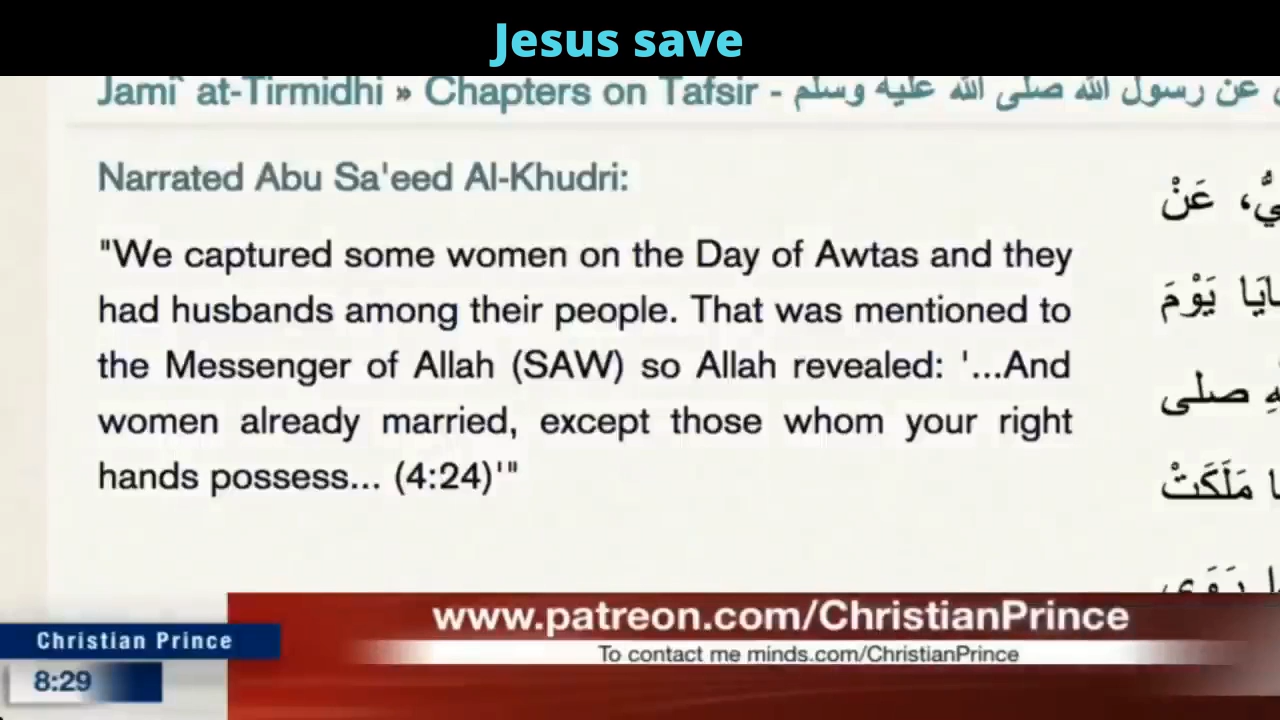 Jesus save
Jami` at-Tirmidhi » Chapters on Tafsir - عن رسول الله صلى الله عليه وسلم
Narrated Abu Sa'eed Al-Khudri:
"We captured some women on the Day of Awtas and they
had husbands among their people. That was mentioned to
the Messenger of Allah (SAW) so Allah revealed: '...And
women already married, except those whom your right
hands possess... (4:24)'"
عَنْ
يَوْمَ
صلى
مَلَكَتْ
www.patreon.com/ChristianPrince
To contact me minds.com/ChristianPrince
Christian Prince
8:29